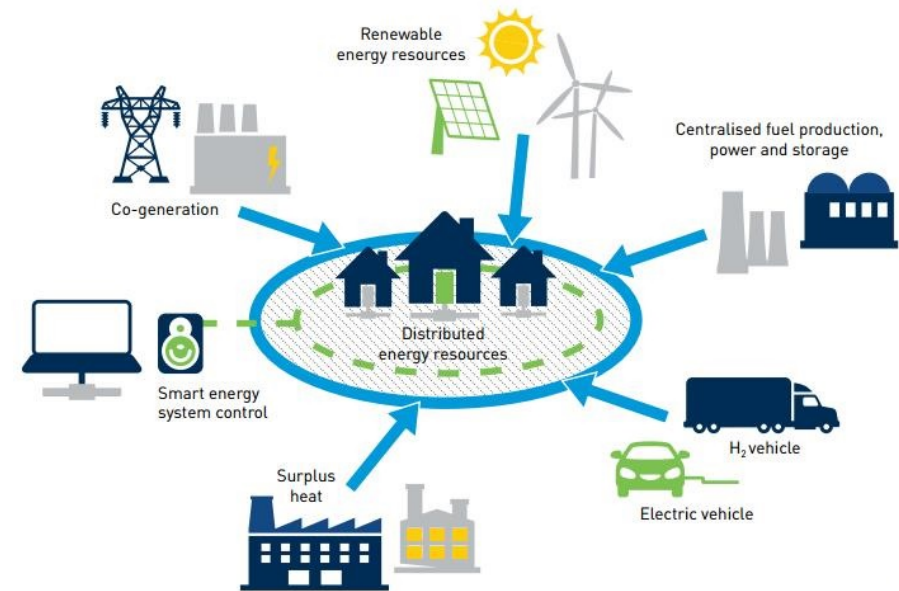 Renewable
energy resources
Centralised fuel production,
power and storage
Co-generation
Distributed
energy resources
Smart energy
system control
H₂ vehicle
Surplus
heat
Electric vehicle